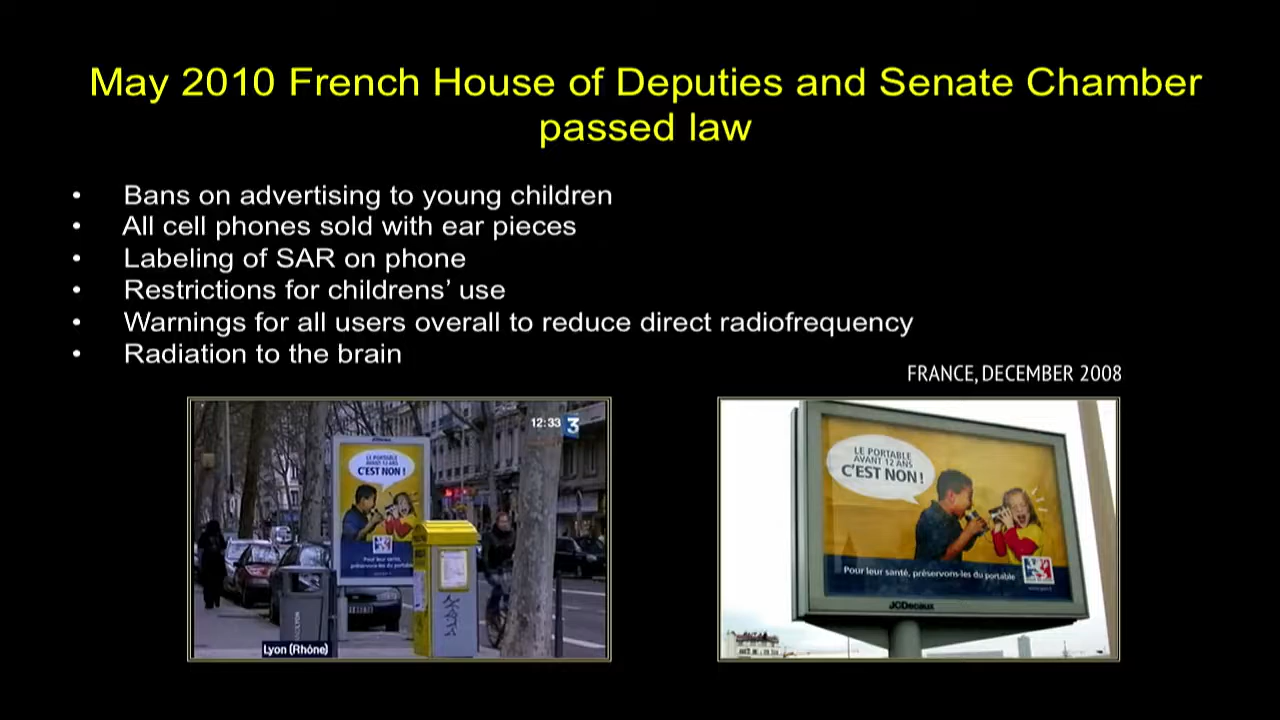 May 2010 French House of Deputies and Senate Chamber
passed law
• Bans on advertising to young children
• All cell phones sold with ear pieces
• Labeling of SAR on phone
• Restrictions for childrens’ use
• Warnings for all users overall to reduce direct radiofrequency
• Radiation to the brain
FRANCE, DECEMBER 2008
12:33 3
LE PORTABLE
AVANT 12 ANS
C'EST NON !
Pour leur santé,
préservons-les du portable
Lyon (Rhône)
LE PORTABLE
AVANT 12 ANS
C'EST NON !
Pour leur santé, préservons-les du portable
JCDecaux